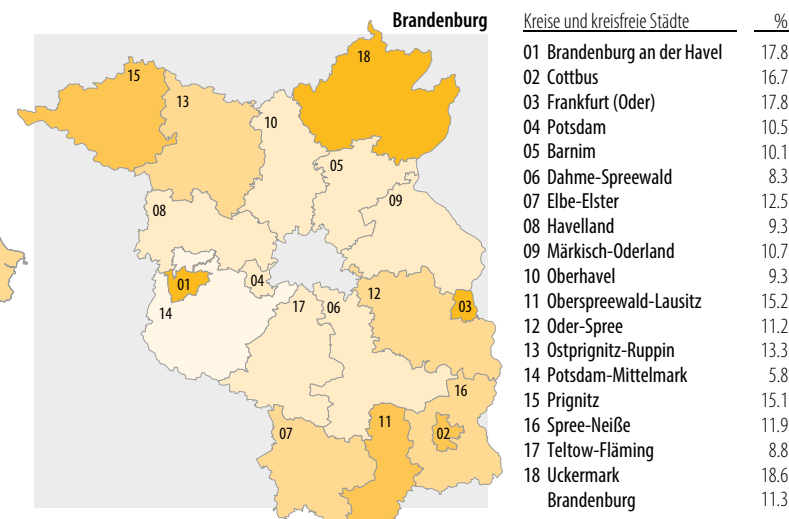 Brandenburg
Kreise und kreisfreie Städte %
01 Brandenburg an der Havel 17.8
02 Cottbus 16.7
03 Frankfurt (Oder) 17.8
04 Potsdam 10.5
05 Barnim 10.1
06 Dahme-Spreewald 8.3
07 Elbe-Elster 12.5
08 Havelland 9.3
09 Märkisch-Oderland 10.7
10 Oberhavel 9.3
11 Oberspreewald-Lausitz 15.2
12 Oder-Spree 11.2
13 Ostprignitz-Ruppin 13.3
14 Potsdam-Mittelmark 5.8
15 Prignitz 15.1
16 Spree-Neiße 11.9
17 Teltow-Fläming 8.8
18 Uckermark 18.6
Brandenburg 11.3
18
15
13
10
05
09
08
01
04
12
03
14
17
06
16
11
02
07